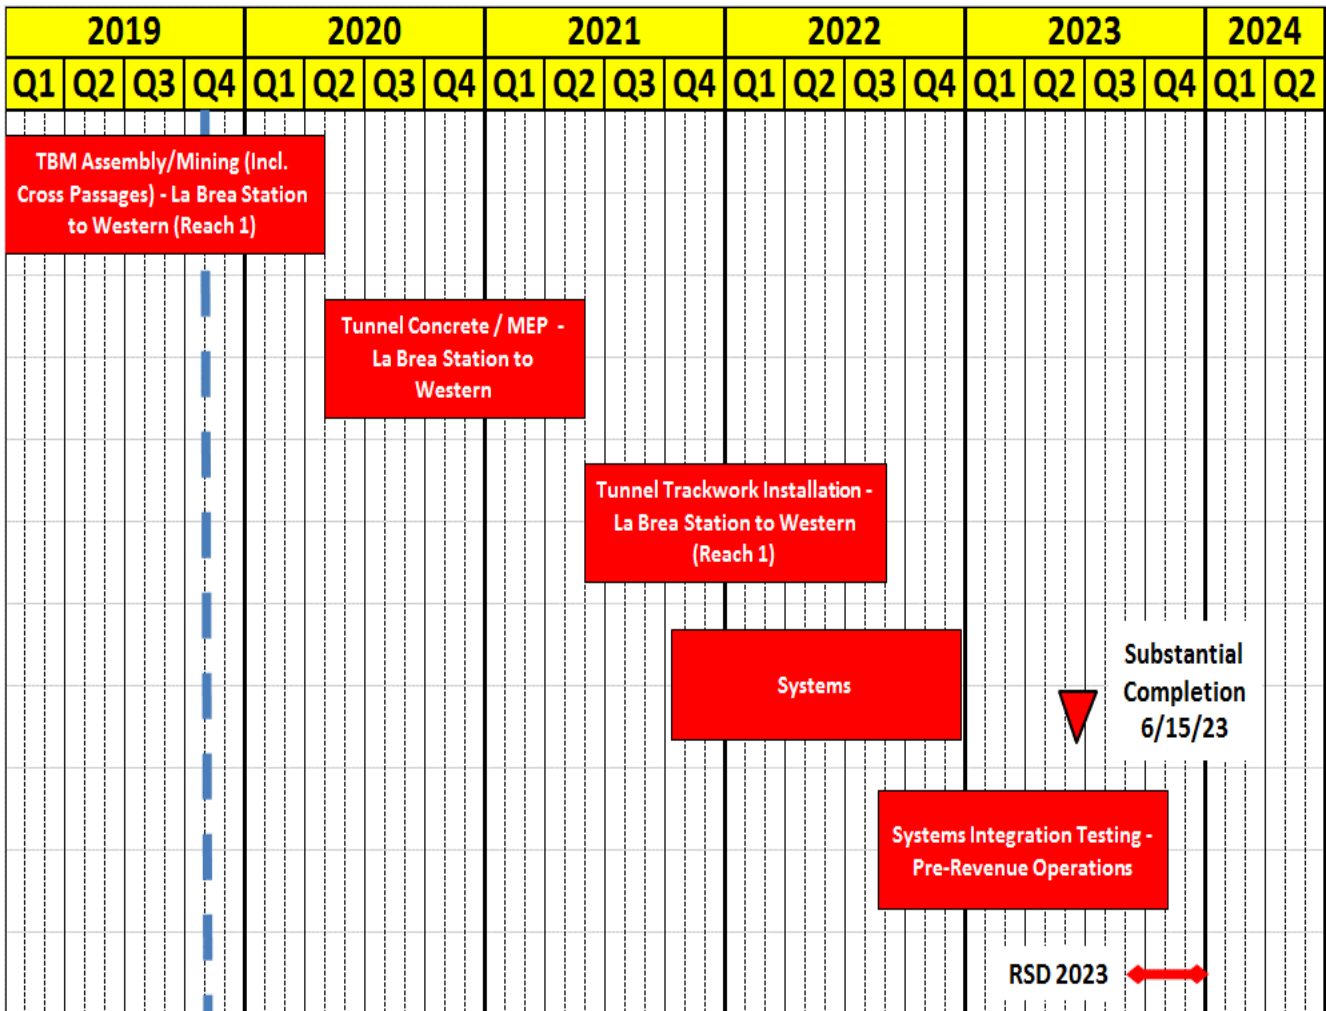 2019 2020 2021 2022 2023 2024
Q1 Q2 Q3 Q4 Q1 Q2 Q3 Q4 Q1 Q2 Q3 Q4 Q1 Q2 Q3 Q4 Q1 Q2 Q3 Q4 Q1 Q2
TBM Assembly/Mining (Incl.
Cross Passages) - La Brea Station
to Western (Reach 1)
Tunnel Concrete / MEP -
La Brea Station to
Western
Tunnel Trackwork Installation -
La Brea Station to Western
(Reach 1)
Systems
Substantial
Completion
6/15/23
Systems Integration Testing -
Pre-Revenue Operations
RSD 2023